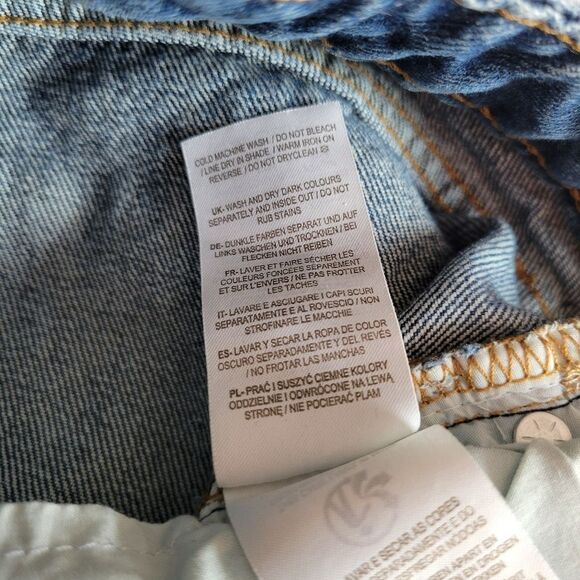 COLD MACHINE WASH / DO NOT BLEACH
/ LINE DRY IN SHADE / WARM IRON ON
REVERSE / DO NOT DRYCLEAN
UK- WASH AND DRY DARK COLOURS
SEPARATELY AND INSIDE OUT / DO NOT
RUB STAINS
DE- DUNKLE FARBEN SEPARAT UND AUF
LINKS WASCHEN UND TROCKNEN / BEI
FLECKEN NICHT REIBEN
FR- LAVER ET FAIRE SÉCHER LES
COULEURS FONCÉES SÉPARÉMENT
ET SUR L'ENVERS / NE PAS FROTTER
LES TACHES
IT- LAVARE E ASCIUGARE I CAPI SCURI
SEPARATAMENTE E AL ROVESCIO / NON
STROFINARE LE MACCHIE
ES- LAVAR Y SECAR LA ROPA DE COLOR
OSCURO SEPARADAMENTE Y DEL REVÉS
/ NO FROTAR LAS MANCHAS
PL- PRAĆ I SUSZYĆ CIEMNE KOLORY
ODDZIELNIE I ODWRÓCONE NA LEWĄ
STRONĘ / NIE POCIERAĆ PLAM
SECAR AS CORES